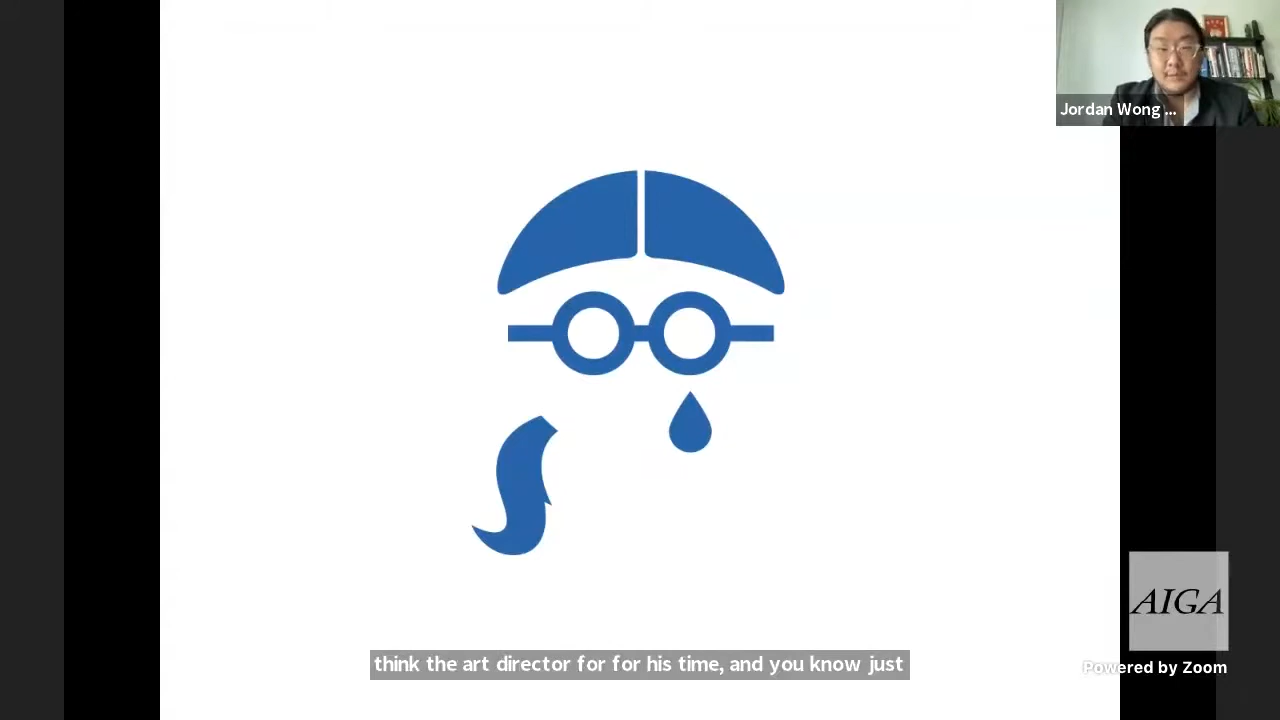 Jordan Wong ...
think the art director for for his time, and you know just
AIGA
Powered by Zoom